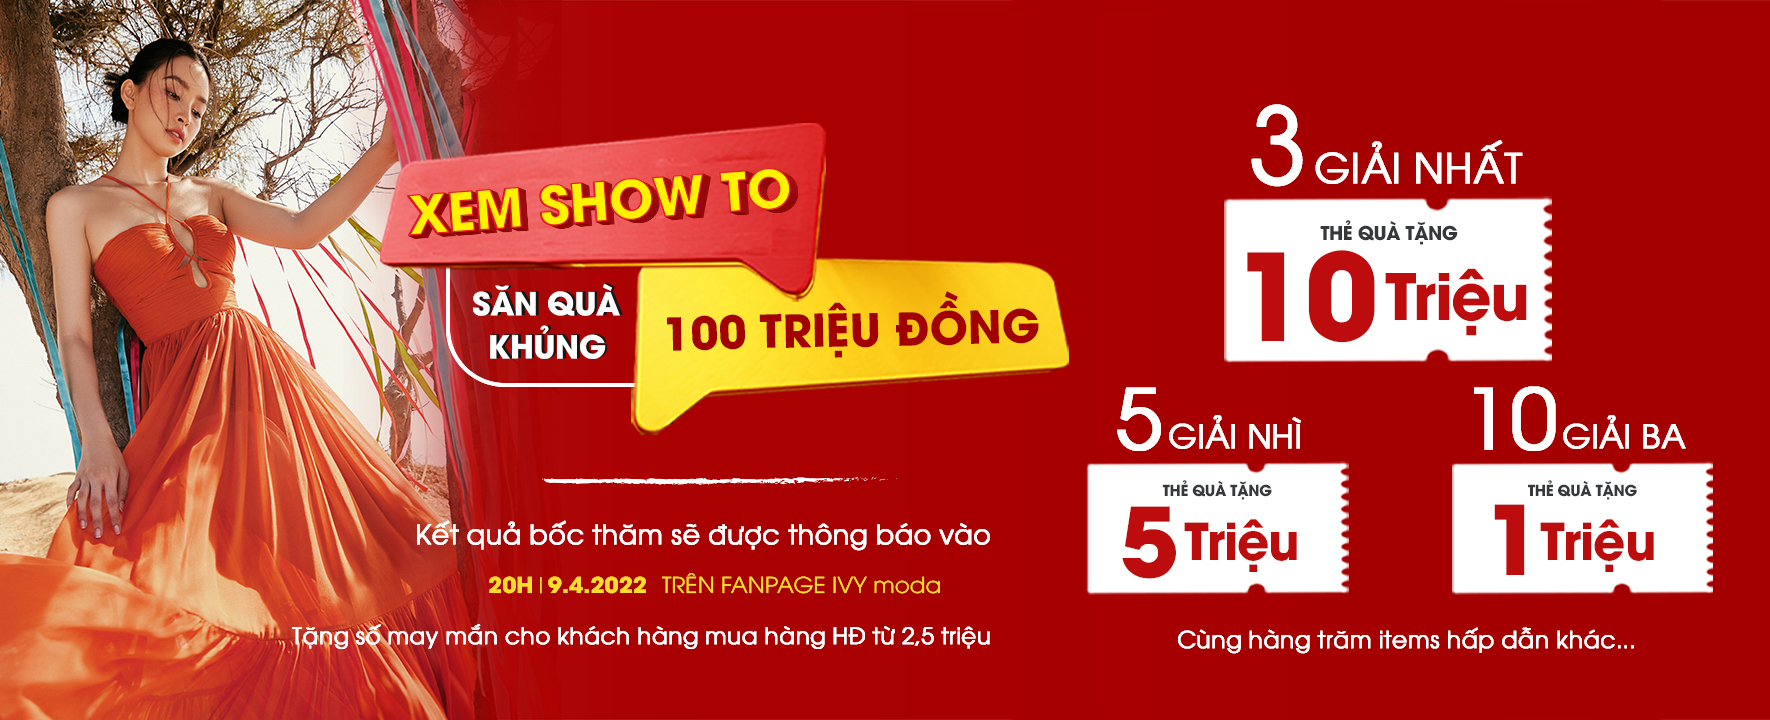 XEM SHOW TO
SĂN QUÀ
KHỦNG
100 TRIỆU ĐỒNG
Kết quả bốc thăm sẽ được thông báo vào
20H | 9.4.2022 TRÊN FANPAGE IVY moda
Tặng số may mắn cho khách hàng mua hàng HĐ từ 2,5 triệu
3 GIẢI NHẤT
THẺ QUÀ TẶNG
10 Triệu
5 GIẢI NHÌ
THẺ QUÀ TẶNG
5 Triệu
10 GIẢI BA
THẺ QUÀ TẶNG
1 Triệu
Cùng hàng trăm items hấp dẫn khác...